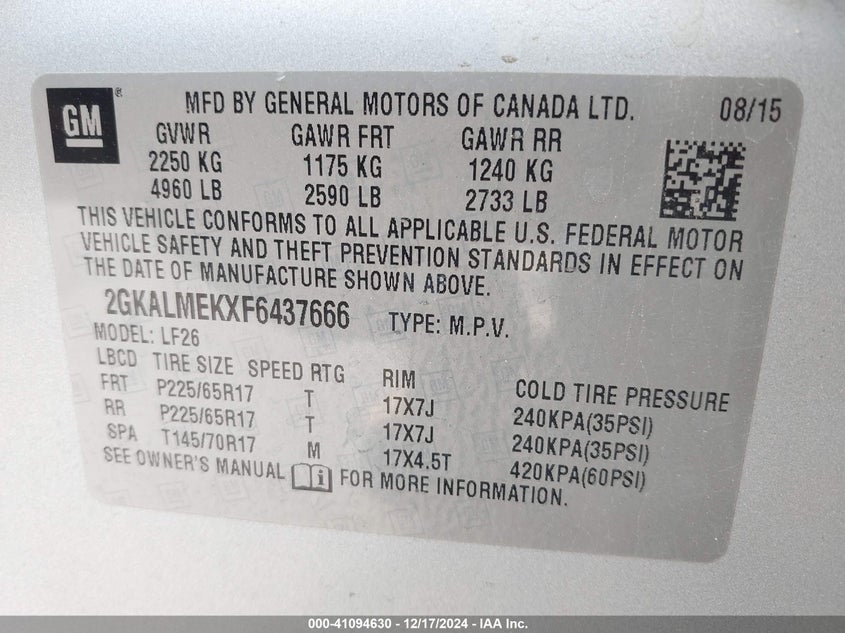 GM ® MFD BY GENERAL MOTORS OF CANADA LTD. 08/15
GVWR GAWR FRT GAWR RR
2250 KG 1175 KG 1240 KG
4960 LB 2590 LB 2733 LB
THIS VEHICLE CONFORMS TO ALL APPLICABLE U.S. FEDERAL MOTOR
VEHICLE SAFETY AND THEFT PREVENTION STANDARDS IN EFFECT ON
THE DATE OF MANUFACTURE SHOWN ABOVE.
2GKALMEKXF6437666 TYPE: M.P.V.
MODEL: LF26
LBCD TIRE SIZE SPEED RTG RIM COLD TIRE PRESSURE
FRT P225/65R17 T 17X7J 240KPA(35PSI)
RR P225/65R17 T 17X7J 240KPA(35PSI)
SPA T145/70R17 M 17X4.5T 420KPA(60PSI)
SEE OWNER'S MANUAL FOR MORE INFORMATION.
000-41094630 - 12/17/2024 - IAA Inc.